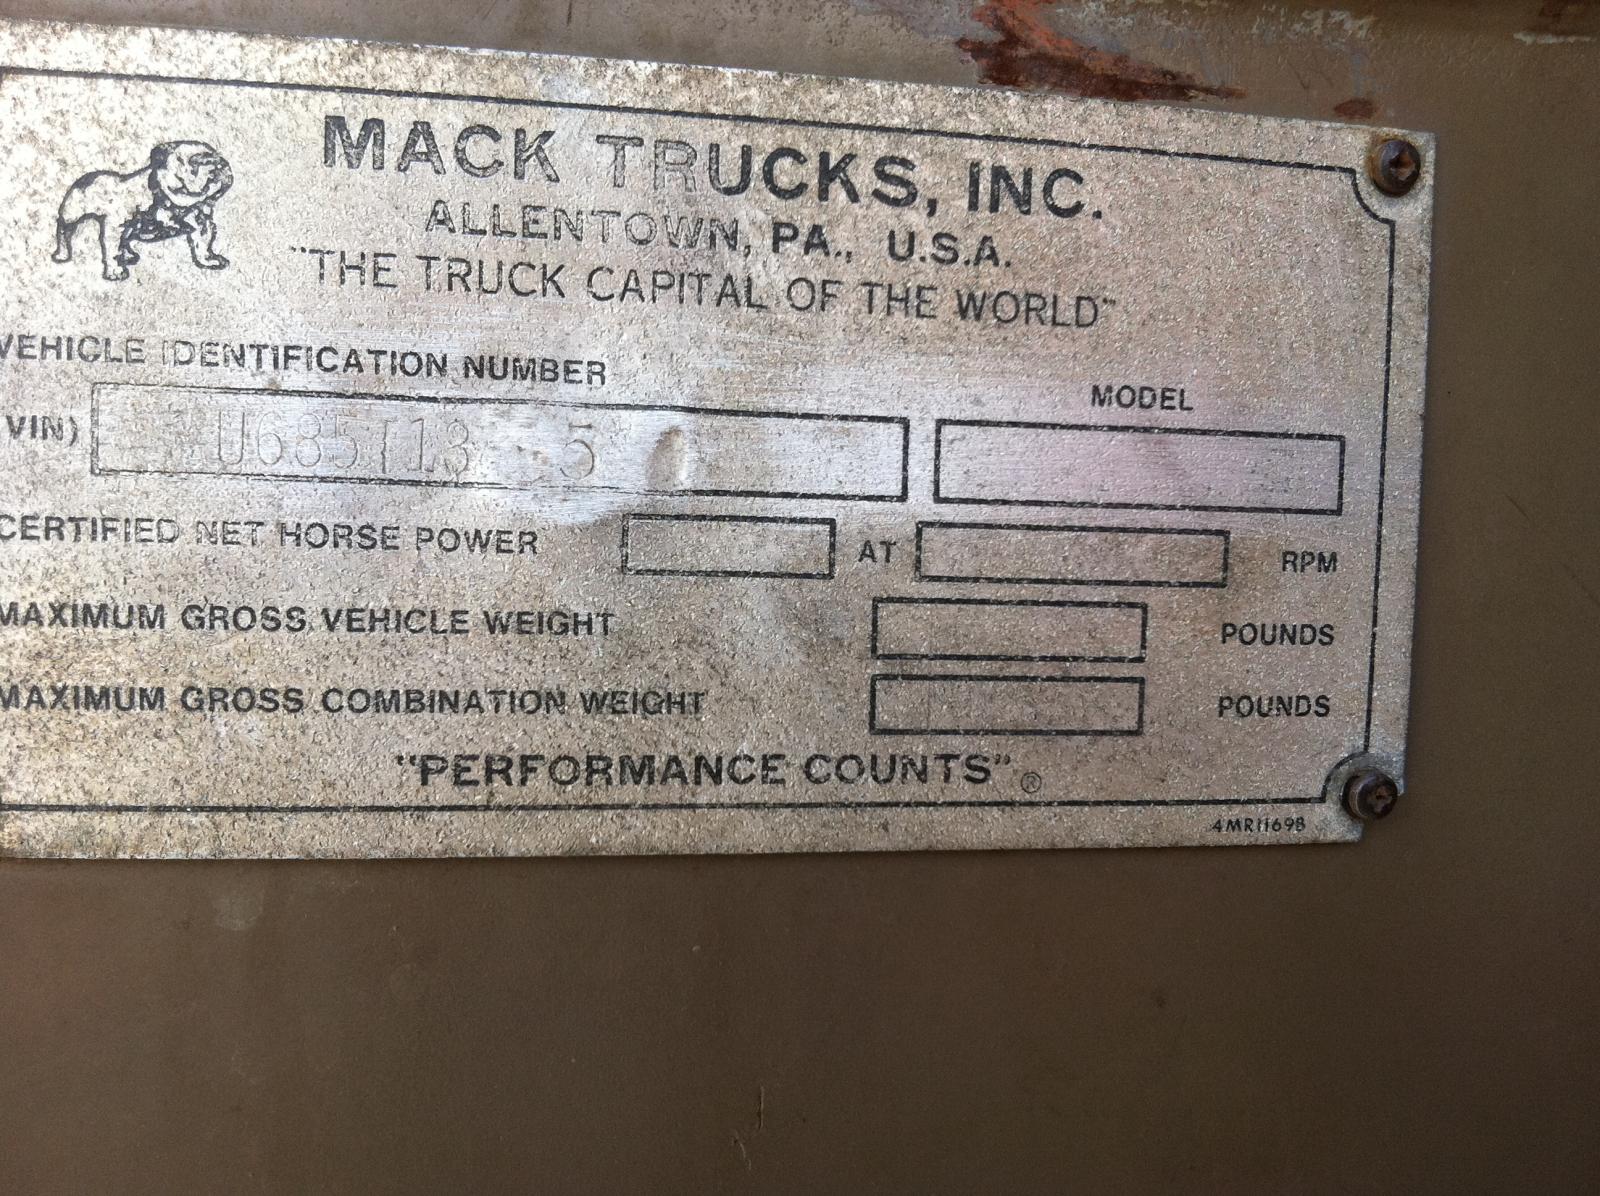 MACK TRUCKS, INC.
ALLENTOWN, PA., U.S.A.
"THE TRUCK CAPITAL OF THE WORLD"
VEHICLE IDENTIFICATION NUMBER
MODEL
VIN)
CERTIFIED NET HORSE POWER AT RPM
MAXIMUM GROSS VEHICLE WEIGHT POUNDS
MAXIMUM GROSS COMBINATION WEIGHT POUNDS
"PERFORMANCE COUNTS" ®
4MR1169B